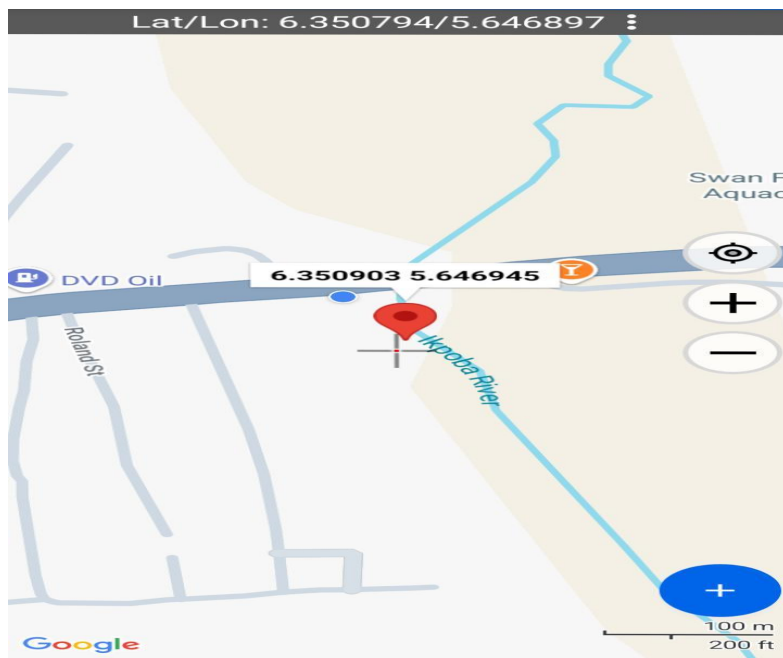 Lat/Lon: 6.350794/5.646897
Swan F
Aquac
6.350903 5.646945
DVD Oil
Roland St
Ikpoba River
100 m
200 ft
Google